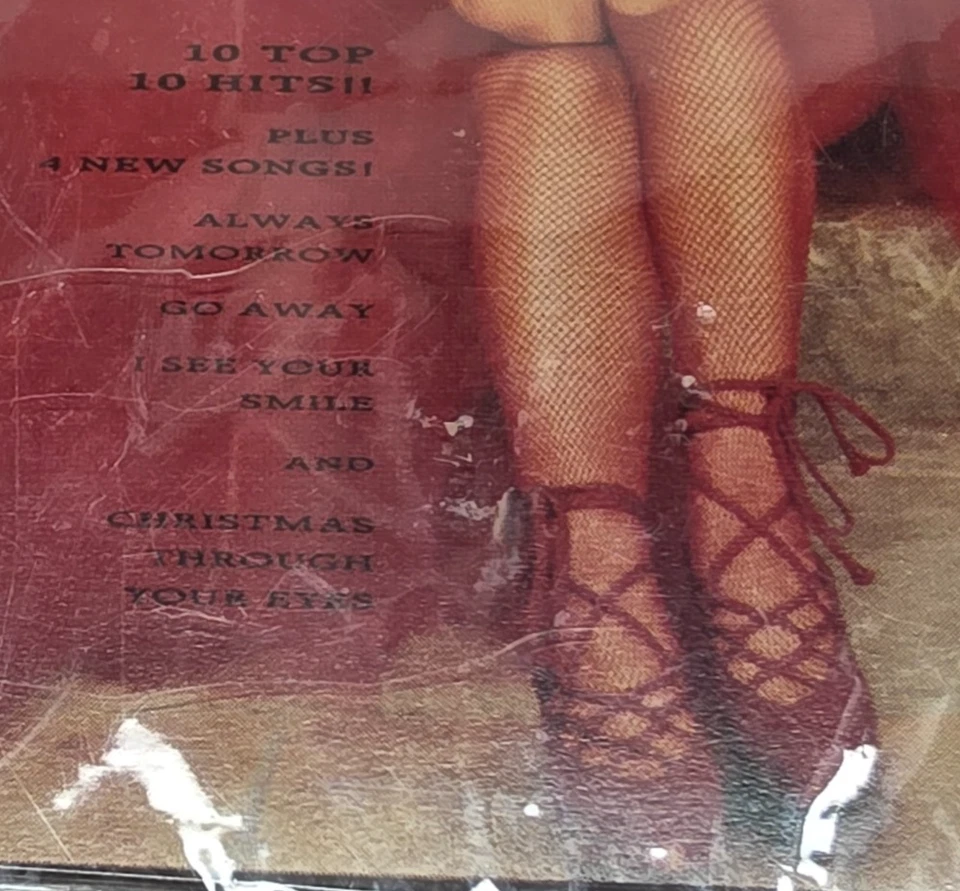 10 TOP
10 HITS!!
PLUS
4 NEW SONGS!
ALWAYS
TOMORROW
GO AWAY
I SEE YOUR
SMILE
AND
CHRISTMAS
THROUGH
YOUR EYES